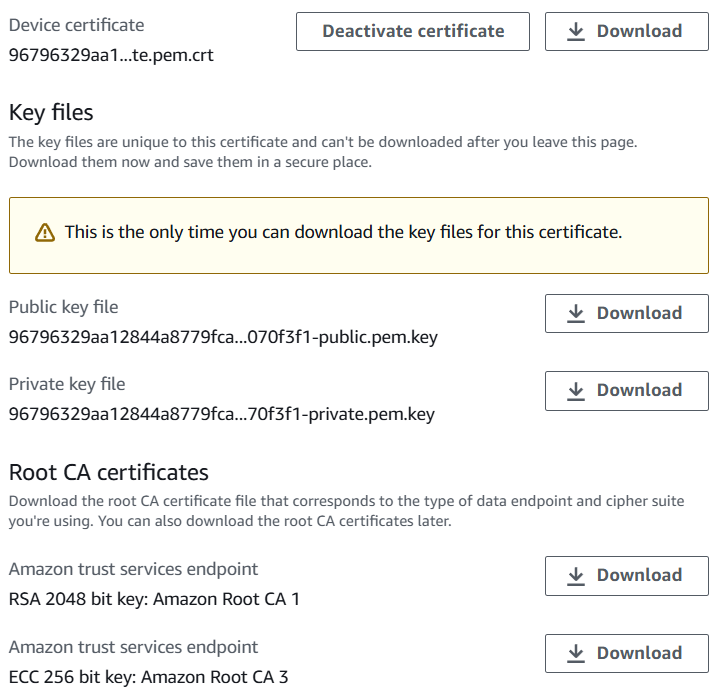 Device certificate
96796329aa1...te.pem.crt
Deactivate certificate
Download
Key files
The key files are unique to this certificate and can't be downloaded after you leave this page.
Download them now and save them in a secure place.
This is the only time you can download the key files for this certificate.
Public key file
96796329aa12844a8779fca...070f3f1-public.pem.key
Download
Private key file
96796329aa12844a8779fca...70f3f1-private.pem.key
Download
Root CA certificates
Download the root CA certificate file that corresponds to the type of data endpoint and cipher suite
you're using. You can also download the root CA certificates later.
Amazon trust services endpoint
RSA 2048 bit key: Amazon Root CA 1
Download
Amazon trust services endpoint
ECC 256 bit key: Amazon Root CA 3
Download